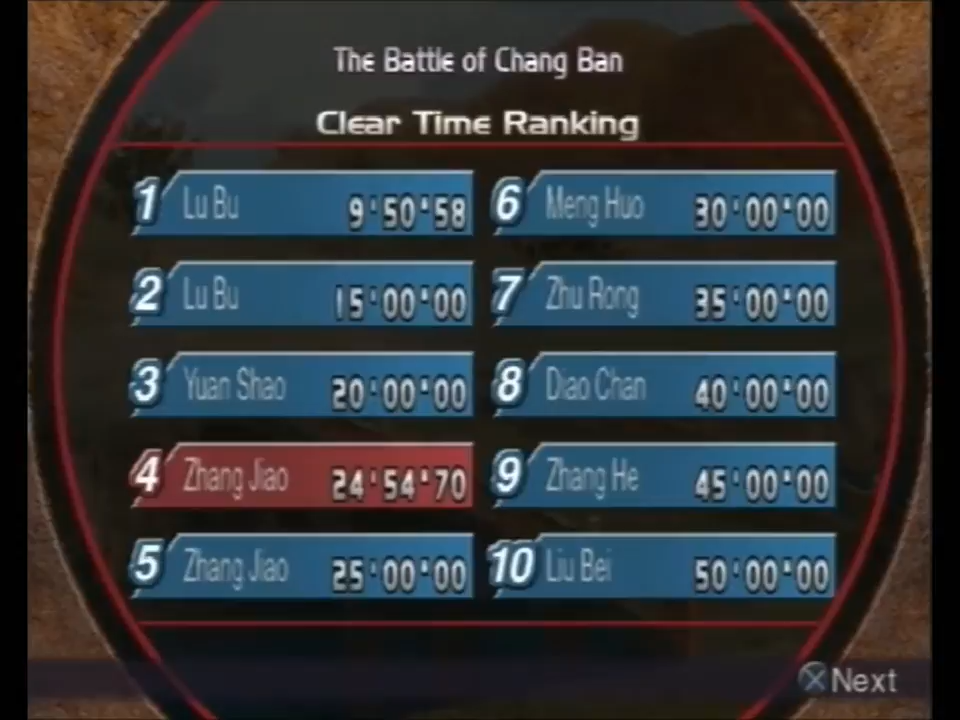 The Battle of Chang Ban
Clear Time Ranking
1 Lu Bu 9'50"58
2 Lu Bu 15'00"00
3 Yuan Shao 20'00"00
4 Zhang Jiao 24'54"70
5 Zhang Jiao 25'00"00
6 Meng Huo 30'00"00
7 Zhu Rong 35'00"00
8 Diao Chan 40'00"00
9 Zhang He 45'00"00
10 Liu Bei 50'00"00
Next